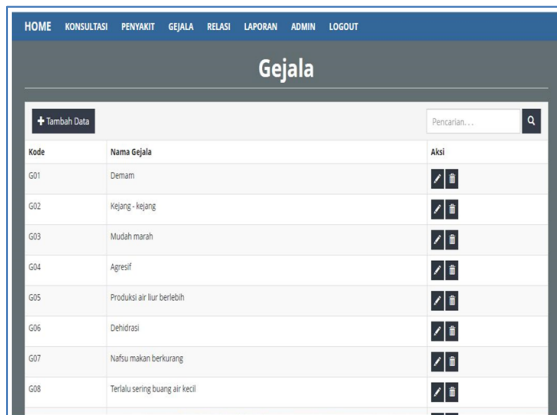 HOME KONSULTASI PENYAKIT GEJALA RELASI LAPORAN ADMIN LOGOUT
Gejala
Tambah Data Pencarian. . .
Kode Nama Gejala Aksi
G01 Demam
G02 Kejang - kejang
G03 Mudah marah
G04 Agresif
G05 Produksi air liur berlebih
G06 Dehidrasi
G07 Nafsu makan berkurang
G08 Terlalu sering buang air kecil